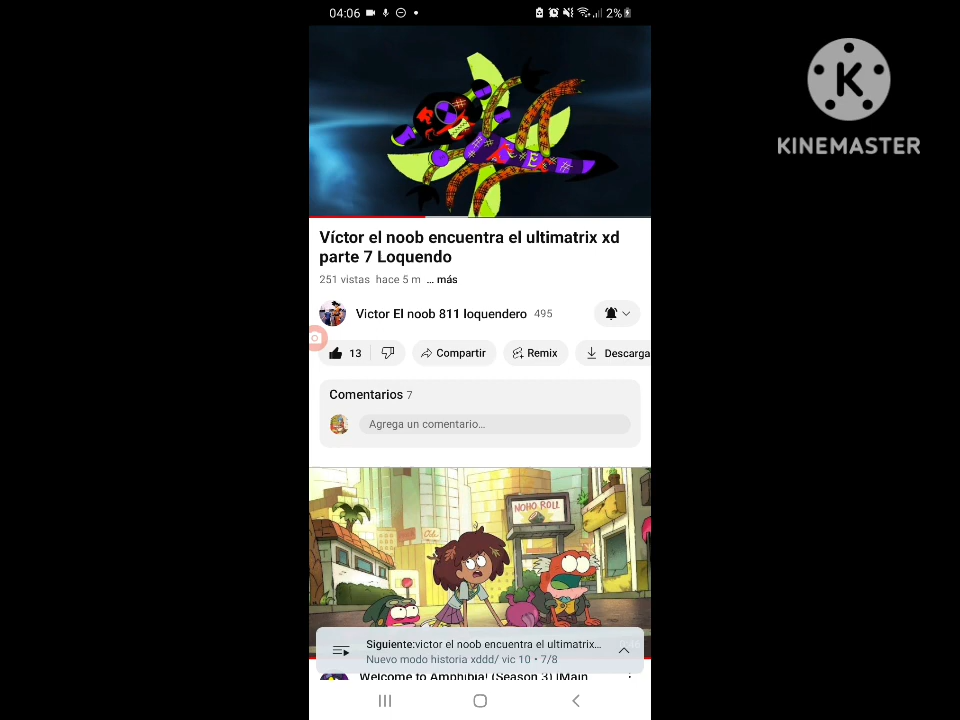 04:06
2%
KINEMASTER
Víctor el noob encuentra el ultimatrix xd
parte 7 Loquendo
251 vistas hace 5 m ... más
Victor El noob 811 loquendero 495
13 Compartir Remix Descarga
Comentarios 7
Agrega un comentario...
NOHO ROLL
Siguiente:victor el noob encuentra el ultimatrix...
Nuevo modo historia xddd/ vic 10 • 7/8
Welcome to Amphibia! (Season 3) |Main